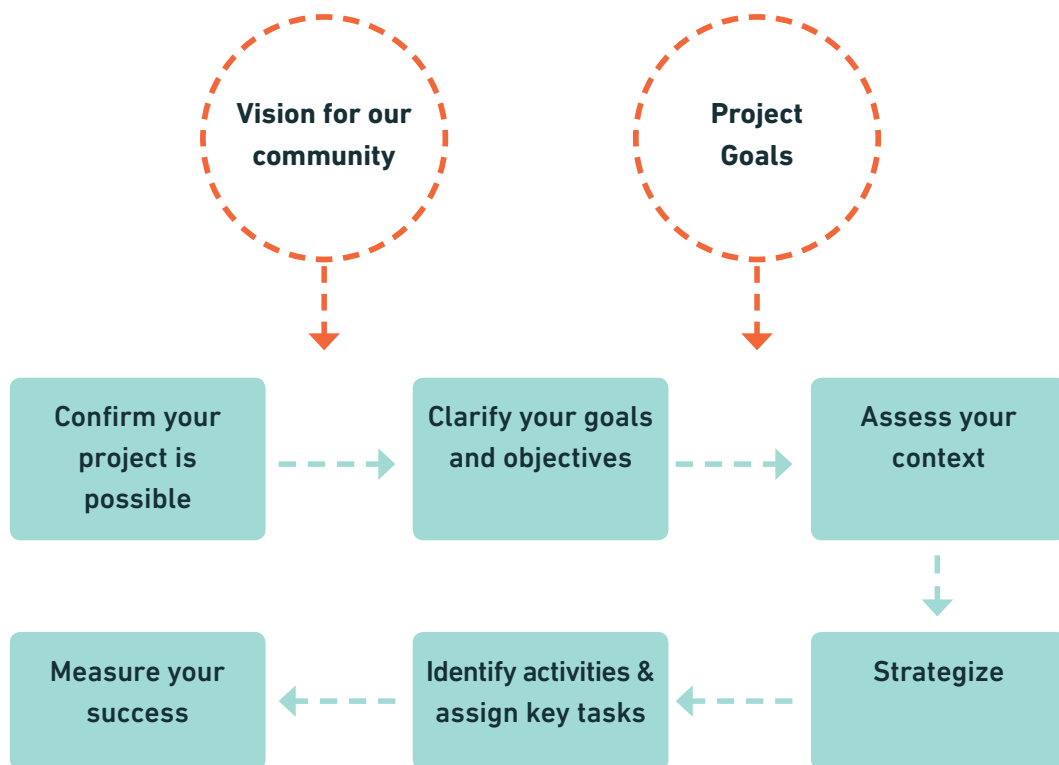 Vision for our
community
Project
Goals
Confirm your
project is
possible
Clarify your goals
and objectives
Assess your
context
Strategize
Identify activities &
assign key tasks
Measure your
success